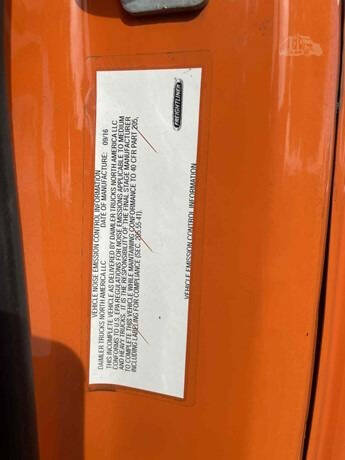 VEHICLE NOISE EMISSION CONTROL INFORMATION
DAIMLER TRUCKS NORTH AMERICA LLC DATE OF MANUFACTURE: 09/16
THIS INCOMPLETE VEHICLE AS DELIVERED BY DAIMLER TRUCKS NORTH AMERICA LLC
CONFORMS TO U.S. EPA REGULATIONS FOR NOISE EMISSIONS APPLICABLE TO MEDIUM
AND HEAVY TRUCKS. IT IS THE RESPONSIBILITY OF THE FINAL STAGE MANUFACTURER
TO COMPLETE THIS VEHICLE WHILE MAINTAINING CONFORMANCE TO 40 CFR PART 205,
INCLUDING LABELING FOR COMPLIANCE (SEC. 205.55-41).
VEHICLE EMISSION CONTROL INFORMATION
FREIGHTLINER